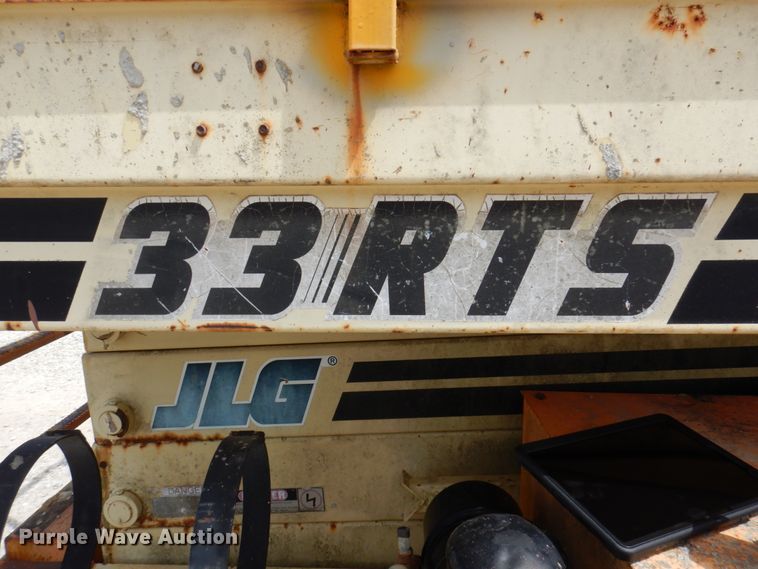 33RTS
JLG®
DANGER
Purple Wave Auction